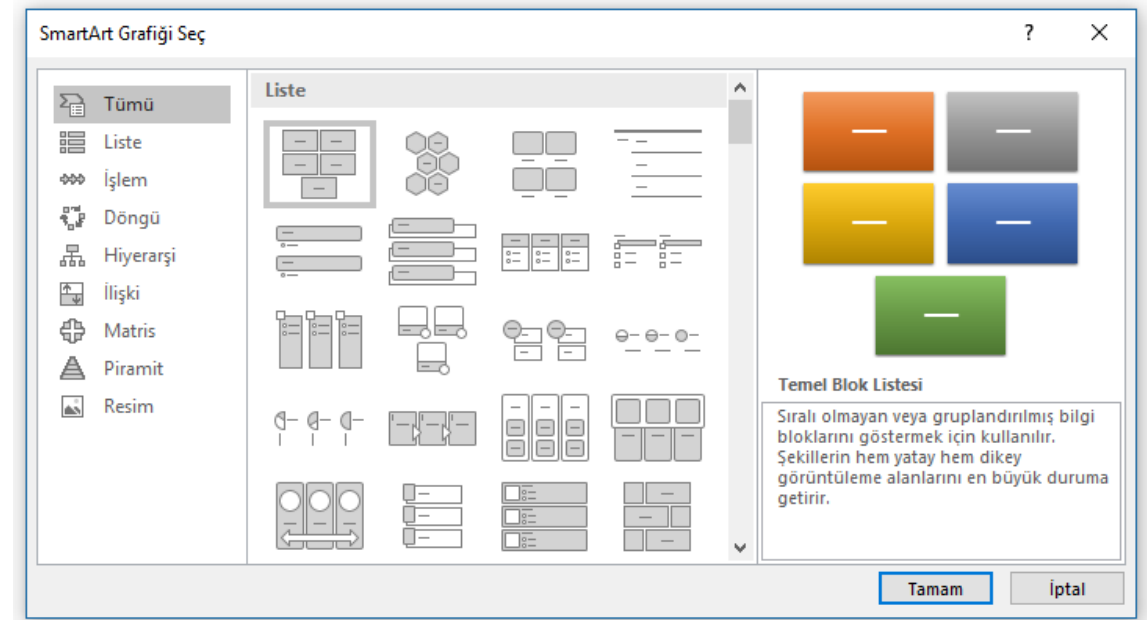 SmartArt Grafiği Seç
?
Tümü
Liste
İşlem
Döngü
Hiyerarşi
İlişki
Matris
Piramit
Resim
Liste
Temel Blok Listesi
Sıralı olmayan veya gruplandırılmış bilgi
bloklarını göstermek için kullanılır.
Şekillerin hem yatay hem dikey
görüntüleme alanlarını en büyük duruma
getirir.
Tamam
İptal